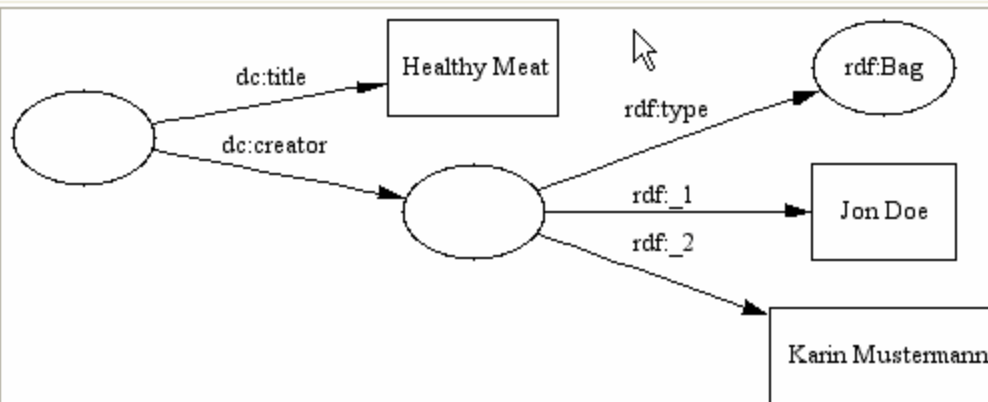 Healthy Meat
dc:title
rdf:Bag
rdf:type
dc:creator
rdf:_1
Jon Doe
rdf:_2
Karin Mustermann